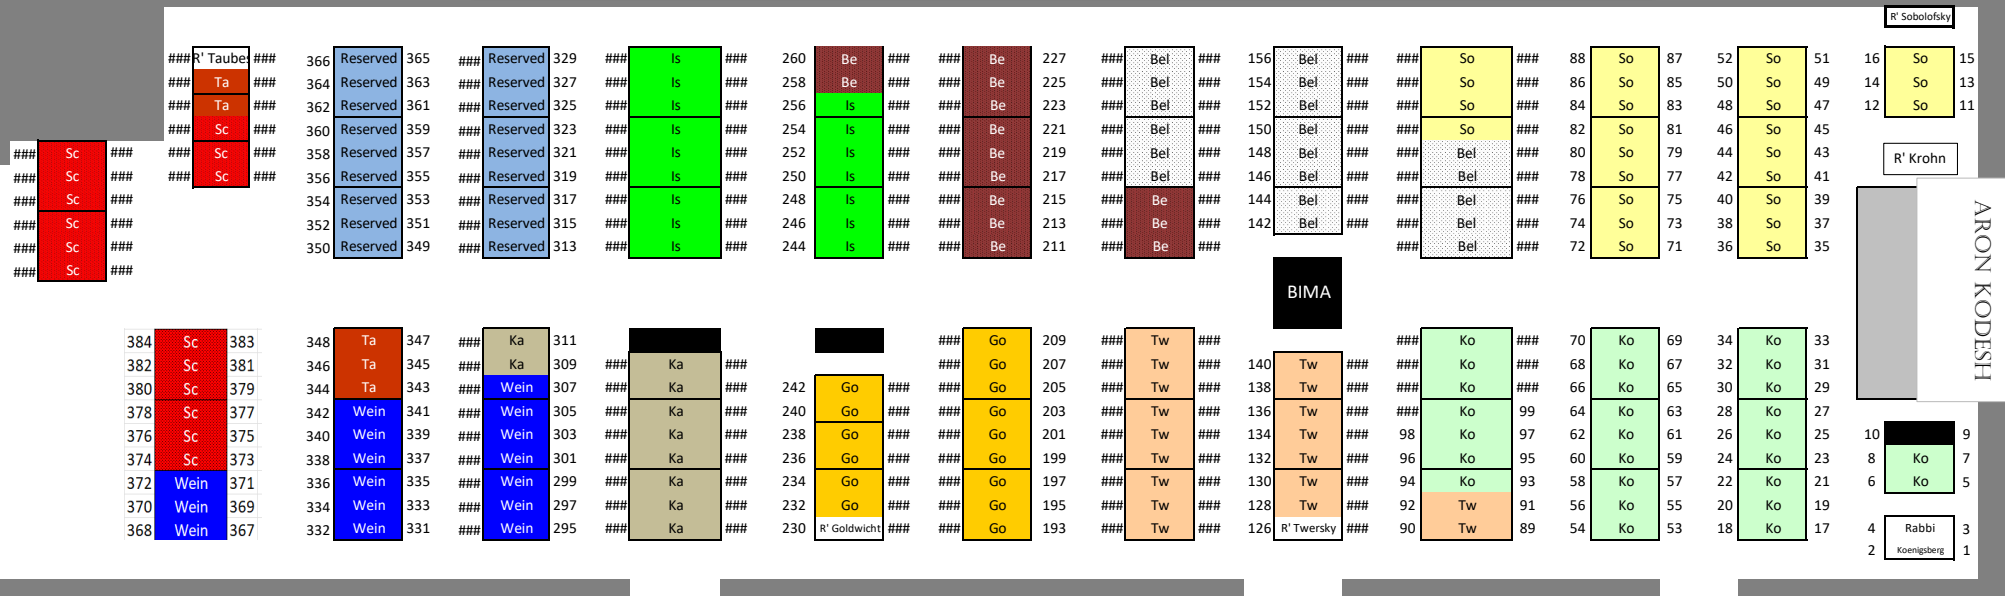 R' Sobolofsky
### R' Taubes ### 366 Reserved 365 ### Reserved 329 ### Is ### 260 Be ### ### Be 227 ### Bel ### 156 Bel ### ### So ### 88 So 87 52 So 51 16 So 15
### Ta ### 364 Reserved 363 ### Reserved 327 ### Is ### 258 Be ### ### Be 225 ### Bel ### 154 Bel ### ### So ### 86 So 85 50 So 49 14 So 13
### Ta ### 362 Reserved 361 ### Reserved 325 ### Is ### 256 Is ### ### Be 223 ### Bel ### 152 Bel ### ### So ### 84 So 83 48 So 47 12 So 11
### Sc ### 360 Reserved 359 ### Reserved 323 ### Is ### 254 Is ### ### Be 221 ### Bel ### 150 Bel ### ### So ### 82 So 81 46 So 45
### Sc ### ### Sc ### 358 Reserved 357 ### Reserved 321 ### Is ### 252 Is ### ### Be 219 ### Bel ### 148 Bel ### ### Bel ### 80 So 79 44 So 43 R' Krohn
### Sc ### ### Sc ### 356 Reserved 355 ### Reserved 319 ### Is ### 250 Is ### ### Be 217 ### Bel ### 146 Bel ### ### Bel ### 78 So 77 42 So 41
### Sc ### 354 Reserved 353 ### Reserved 317 ### Is ### 248 Is ### ### Be 215 ### Be ### 144 Bel ### ### Bel ### 76 So 75 40 So 39
### Sc ### 352 Reserved 351 ### Reserved 315 ### Is ### 246 Is ### ### Be 213 ### Be ### 142 Bel ### ### Bel ### 74 So 73 38 So 37
### Sc ### 350 Reserved 349 ### Reserved 313 ### Is ### 244 Is ### ### Be 211 ### Be ### ### Bel ### 72 So 71 36 So 35
### Sc ###
ARON KODESH
BIMA
384 Sc 383 348 Ta 347 ### Ka 311 ### Go 209 ### Tw ### ### Ko ### 70 Ko 69 34 Ko 33
382 Sc 381 346 Ta 345 ### Ka 309 ### Ka ### ### Go 207 ### Tw ### 140 Tw ### ### Ko ### 68 Ko 67 32 Ko 31
380 Sc 379 344 Ta 343 ### Wein 307 ### Ka ### 242 Go ### ### Go 205 ### Tw ### 138 Tw ### ### Ko ### 66 Ko 65 30 Ko 29
378 Sc 377 342 Wein 341 ### Wein 305 ### Ka ### 240 Go ### ### Go 203 ### Tw ### 136 Tw ### ### Ko 99 64 Ko 63 28 Ko 27
376 Sc 375 340 Wein 339 ### Wein 303 ### Ka ### 238 Go ### ### Go 201 ### Tw ### 134 Tw ### 98 Ko 97 62 Ko 61 26 Ko 25 10 9
374 Sc 373 338 Wein 337 ### Wein 301 ### Ka ### 236 Go ### ### Go 199 ### Tw ### 132 Tw ### 96 Ko 95 60 Ko 59 24 Ko 23 8 Ko 7
372 Wein 371 336 Wein 335 ### Wein 299 ### Ka ### 234 Go ### ### Go 197 ### Tw ### 130 Tw ### 94 Ko 93 58 Ko 57 22 Ko 21 6 Ko 5
370 Wein 369 334 Wein 333 ### Wein 297 ### Ka ### 232 Go ### ### Go 195 ### Tw ### 128 Tw ### 92 Tw 91 56 Ko 55 20 Ko 19
368 Wein 367 332 Wein 331 ### Wein 295 ### Ka ### 230 R' Goldwicht ### ### Go 193 ### Tw ### 126 R' Twersky ### 90 Tw 89 54 Ko 53 18 Ko 17 4 Rabbi 3
2 Koenigsberg 1